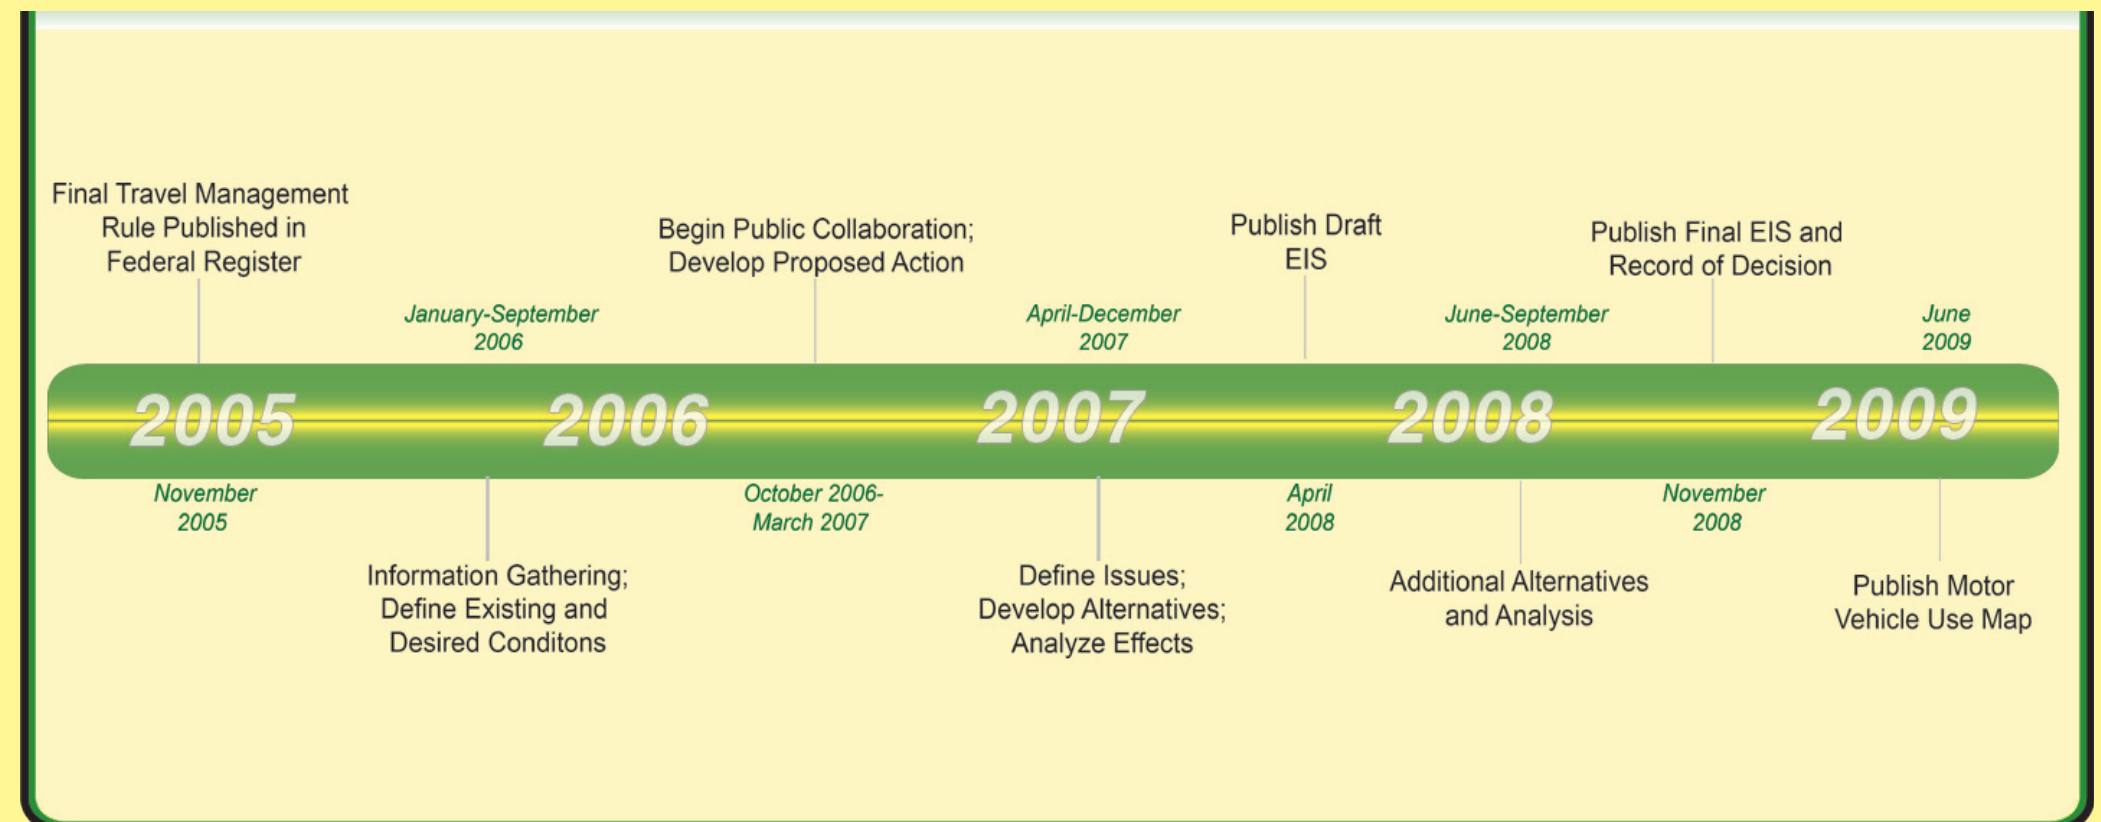 Final Travel Management
Rule Published in
Federal Register
Begin Public Collaboration;
Develop Proposed Action
Publish Draft
EIS
Publish Final EIS and
Record of Decision
January-September
2006
April-December
2007
June-September
2008
June
2009
2005
2006
2007
2008
2009
November
2005
October 2006-
March 2007
April
2008
November
2008
Information Gathering;
Define Existing and
Desired Conditons
Define Issues;
Develop Alternatives;
Analyze Effects
Additional Alternatives
and Analysis
Publish Motor
Vehicle Use Map